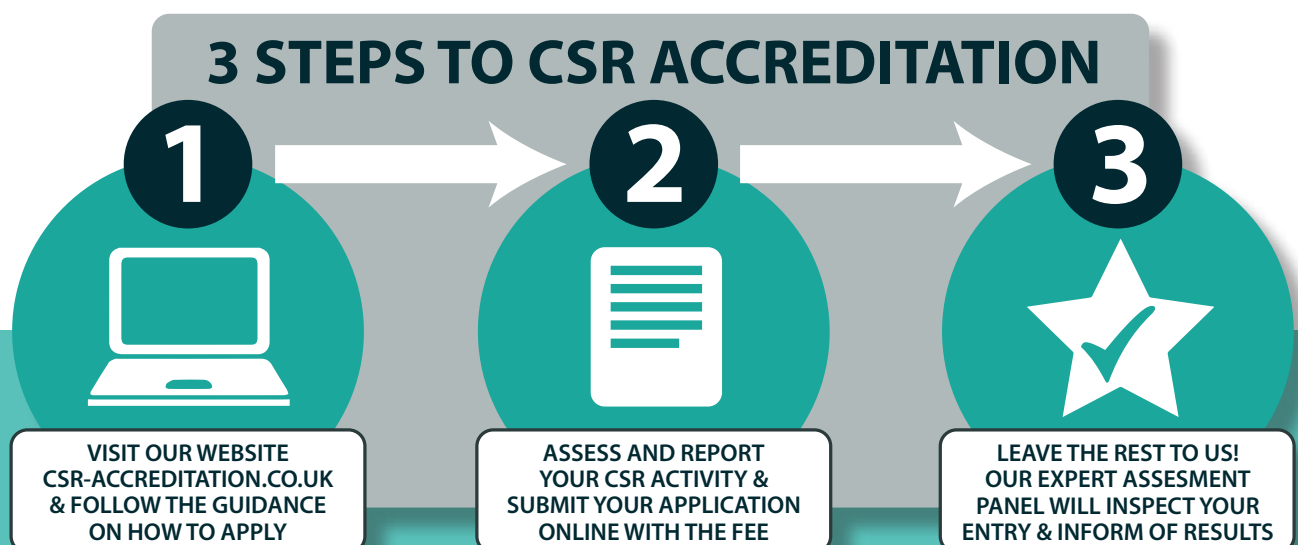 3 STEPS TO CSR ACCREDITATION
1
2
3
VISIT OUR WEBSITE
CSR-ACCREDITATION.CO.UK
& FOLLOW THE GUIDANCE
ON HOW TO APPLY
ASSESS AND REPORT
YOUR CSR ACTIVITY &
SUBMIT YOUR APPLICATION
ONLINE WITH THE FEE
LEAVE THE REST TO US!
OUR EXPERT ASSESMENT
PANEL WILL INSPECT YOUR
ENTRY & INFORM OF RESULTS